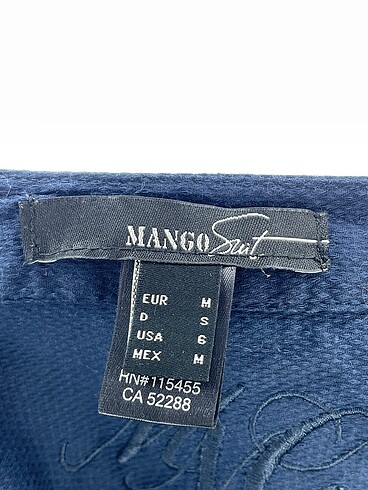 MANGO Suit
EUR M
D S
USA 6
MEX M
RN#115455
CA 52288